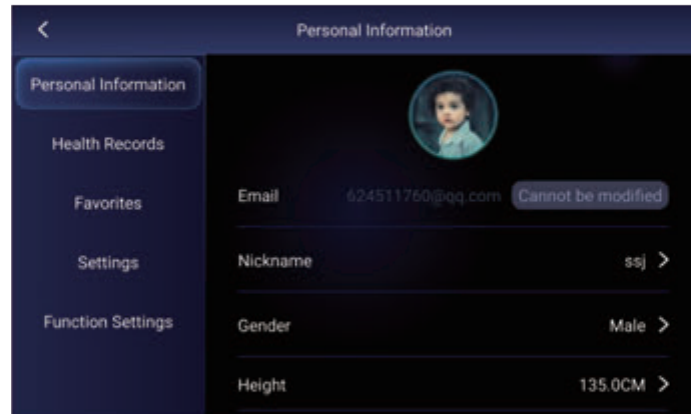 Personal Information
Personal Information
Health Records
Favorites
Settings
Function Settings
Email 624511760@qq.com Cannot be modified
Nickname ssj
Gender Male
Height 135.0CM